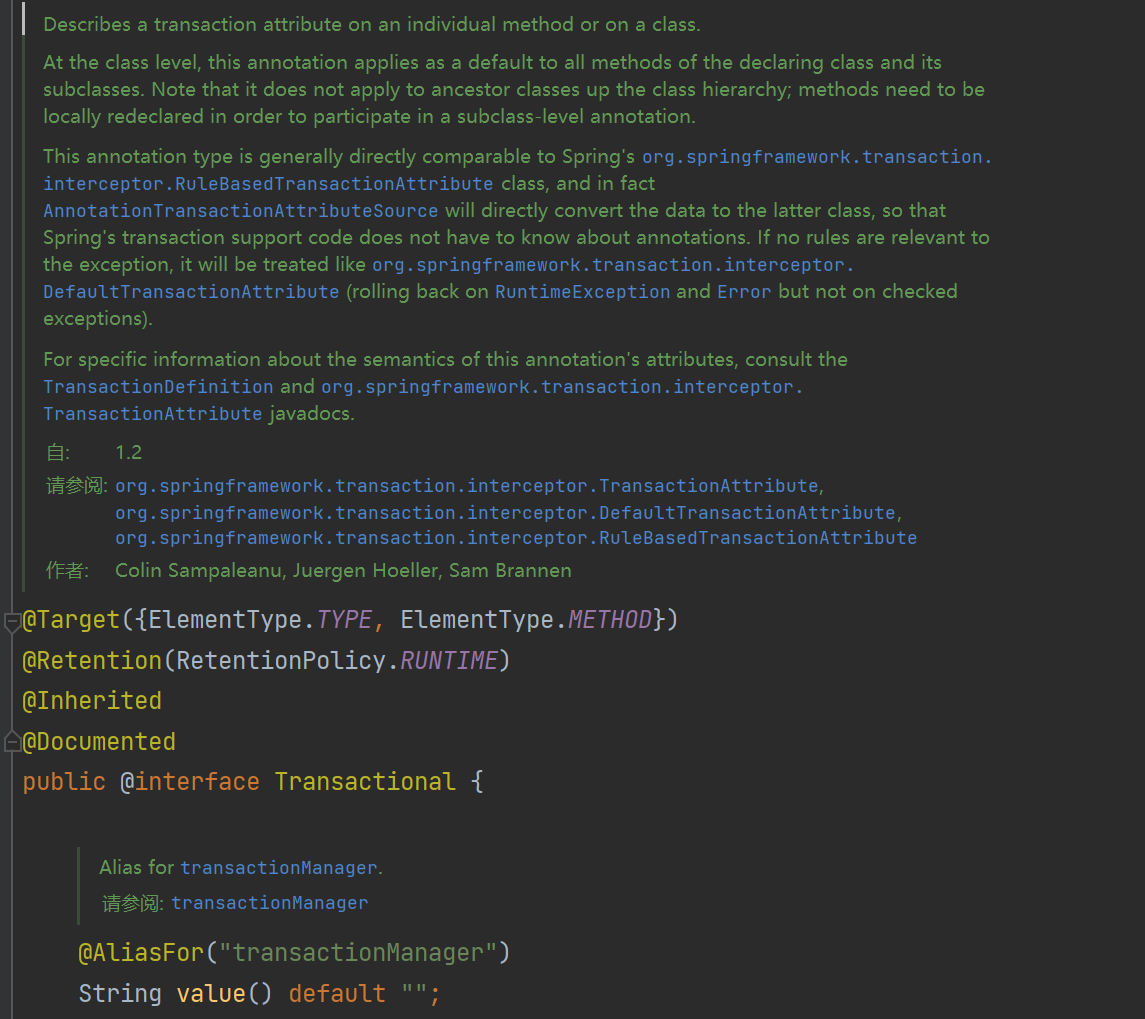 Describes a transaction attribute on an individual method or on a class.
At the class level, this annotation applies as a default to all methods of the declaring class and its
subclasses. Note that it does not apply to ancestor classes up the class hierarchy; methods need to be
locally redeclared in order to participate in a subclass-level annotation.
This annotation type is generally directly comparable to Spring's org.springframework.transaction.
interceptor.RuleBasedTransactionAttribute class, and in fact
AnnotationTransactionAttributeSource will directly convert the data to the latter class, so that
Spring's transaction support code does not have to know about annotations. If no rules are relevant to
the exception, it will be treated like org.springframework.transaction.interceptor.
DefaultTransactionAttribute (rolling back on RuntimeException and Error but not on checked
exceptions).
For specific information about the semantics of this annotation's attributes, consult the
TransactionDefinition and org.springframework.transaction.interceptor.
TransactionAttribute javadocs.
自: 1.2
请参阅: org.springframework.transaction.interceptor.TransactionAttribute,
org.springframework.transaction.interceptor.DefaultTransactionAttribute,
org.springframework.transaction.interceptor.RuleBasedTransactionAttribute
作者: Colin Sampaleanu, Juergen Hoeller, Sam Brannen
@Target({ElementType.TYPE, ElementType.METHOD})
@Retention(RetentionPolicy.RUNTIME)
@Inherited
@Documented
public @interface Transactional {
Alias for transactionManager.
请参阅: transactionManager
@AliasFor("transactionManager")
String value() default "";